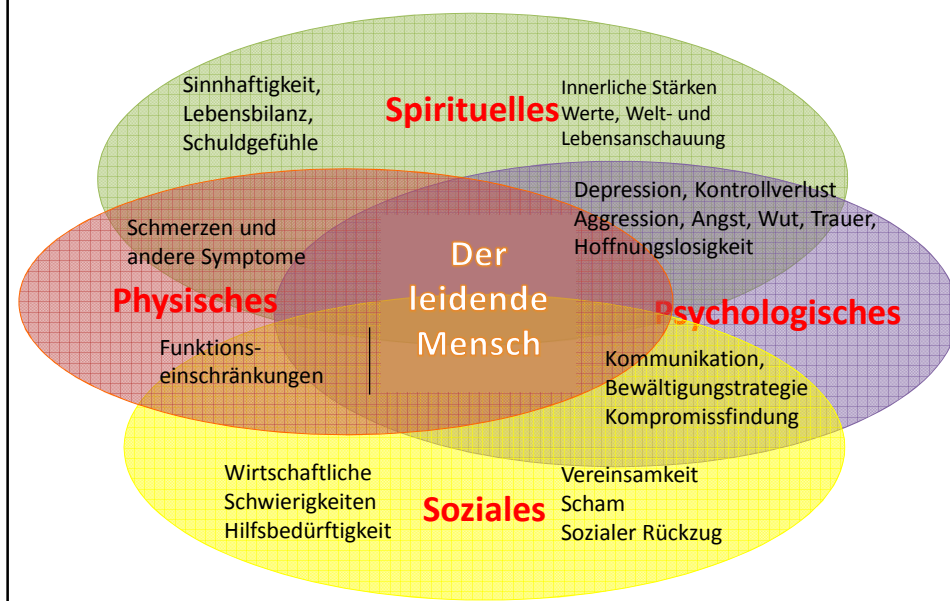 Sinnhaftigkeit,
Lebensbilanz,
Schuldgefühle
Spirituelles
Innerliche Stärken
Werte, Welt- und
Lebensanschauung
Depression, Kontrollverlust
Aggression, Angst, Wut, Trauer,
Hoffnungslosigkeit
Schmerzen und
andere Symptome
Physisches
Der
leidende
Mensch
Psychologisches
Funktions-
einschränkungen
Kommunikation,
Bewältigungstrategie
Kompromissfindung
Wirtschaftliche
Schwierigkeiten
Hilfsbedürftigkeit
Soziales
Vereinsamkeit
Scham
Sozialer Rückzug